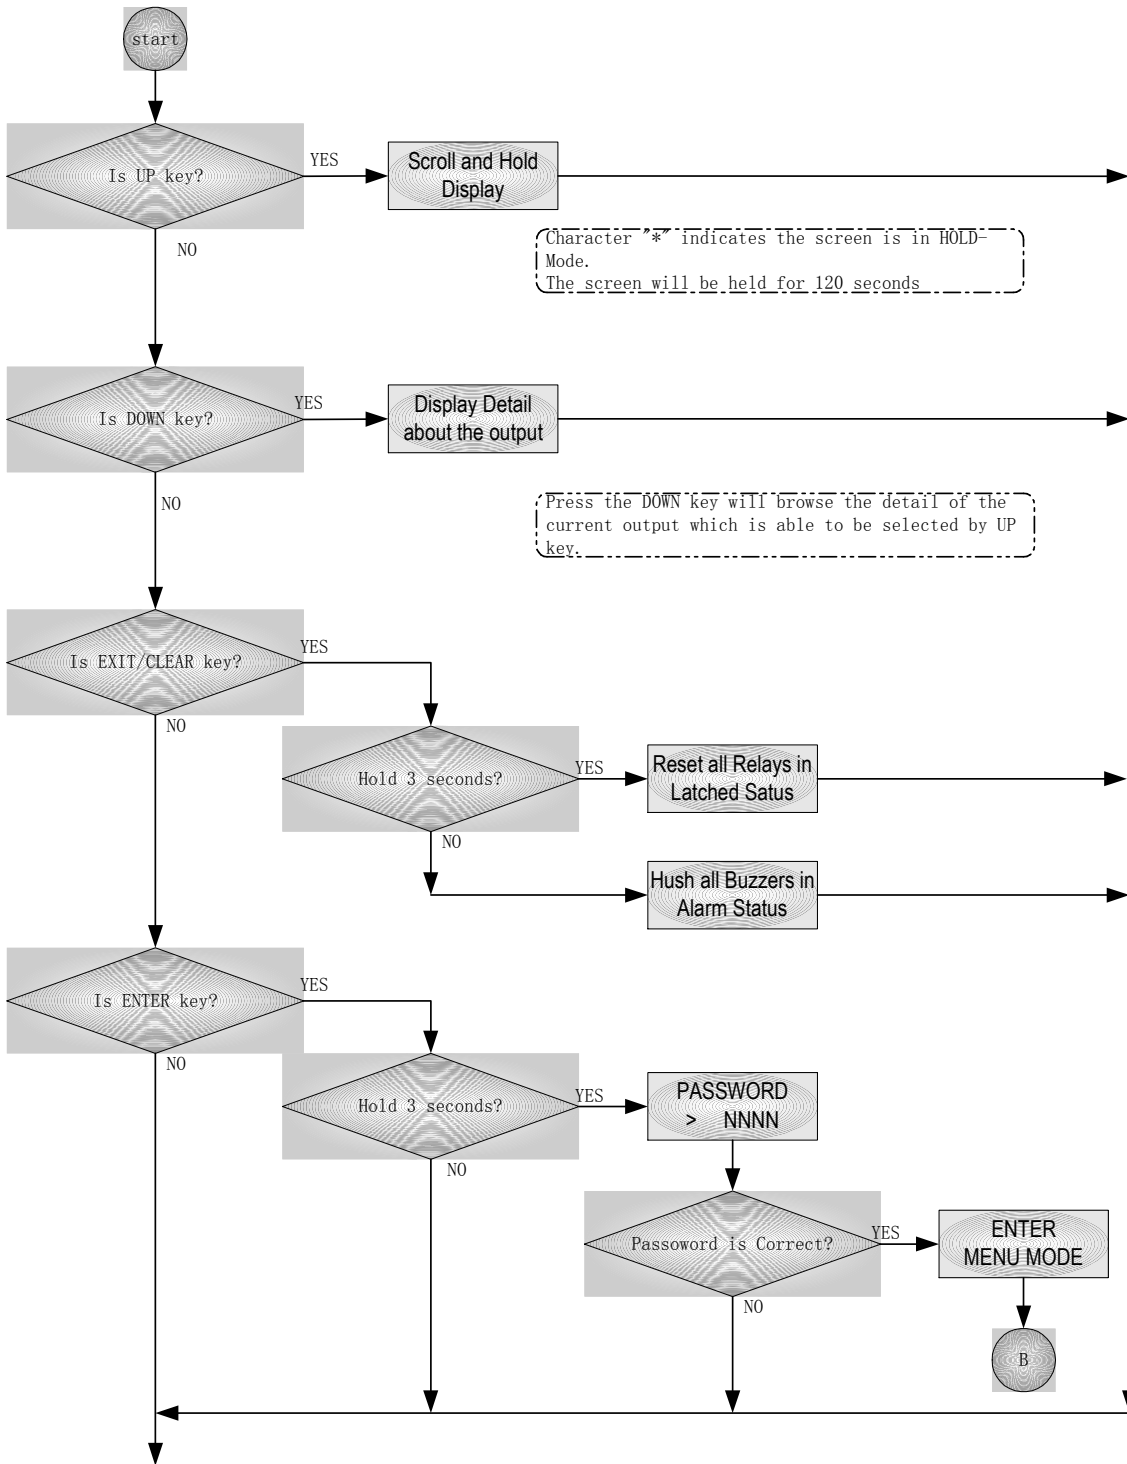 start
Is UP key?
YES
Scroll and Hold
Display
NO
Character "*" indicates the screen is in HOLD-
Mode.
The screen will be held for 120 seconds
Is DOWN key?
YES
Display Detail
about the output
NO
Press the DOWN key will browse the detail of the
current output which is able to be selected by UP
key.
Is EXIT/CLEAR key?
YES
NO
Hold 3 seconds?
YES
Reset all Relays in
Latched Satus
NO
Hush all Buzzers in
Alarm Status
Is ENTER key?
YES
NO
Hold 3 seconds?
YES
PASSWORD
> NNNN
NO
Passoword is Correct?
YES
ENTER
MENU MODE
NO
B